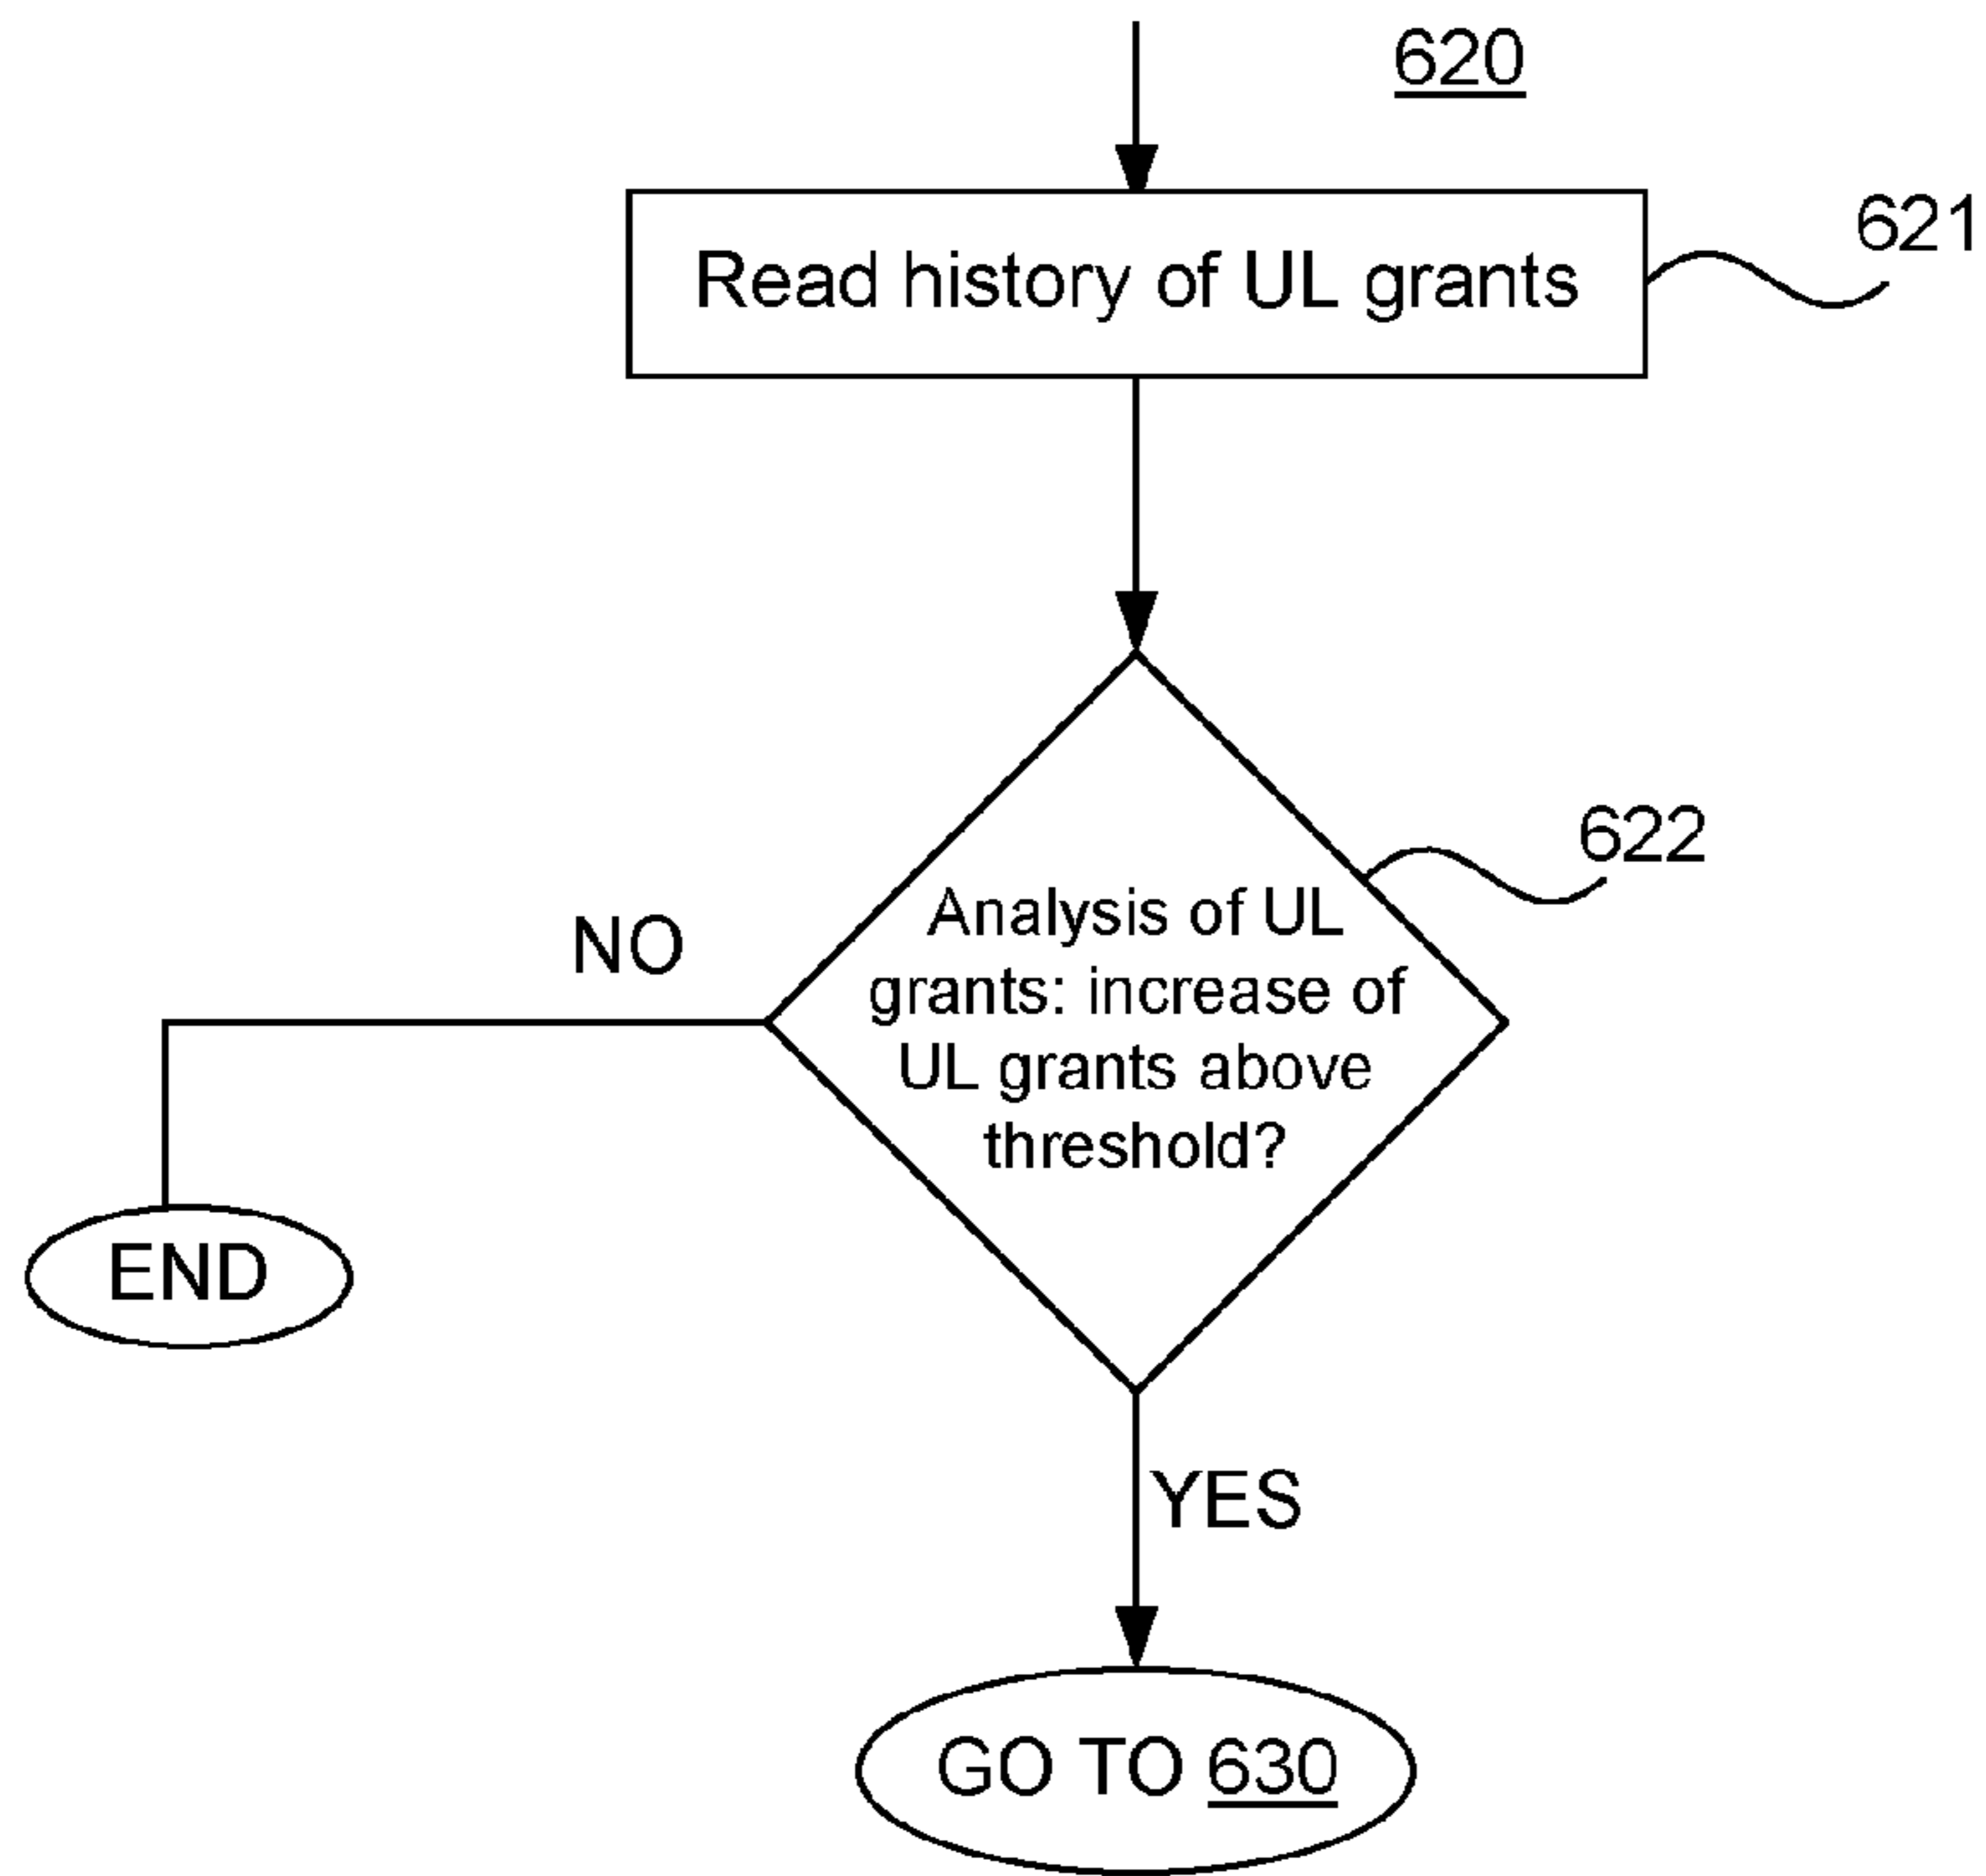 620
Read history of UL grants
621
622
Analysis of UL
grants: increase of
UL grants above
threshold?
NO
END
YES
GO TO 630